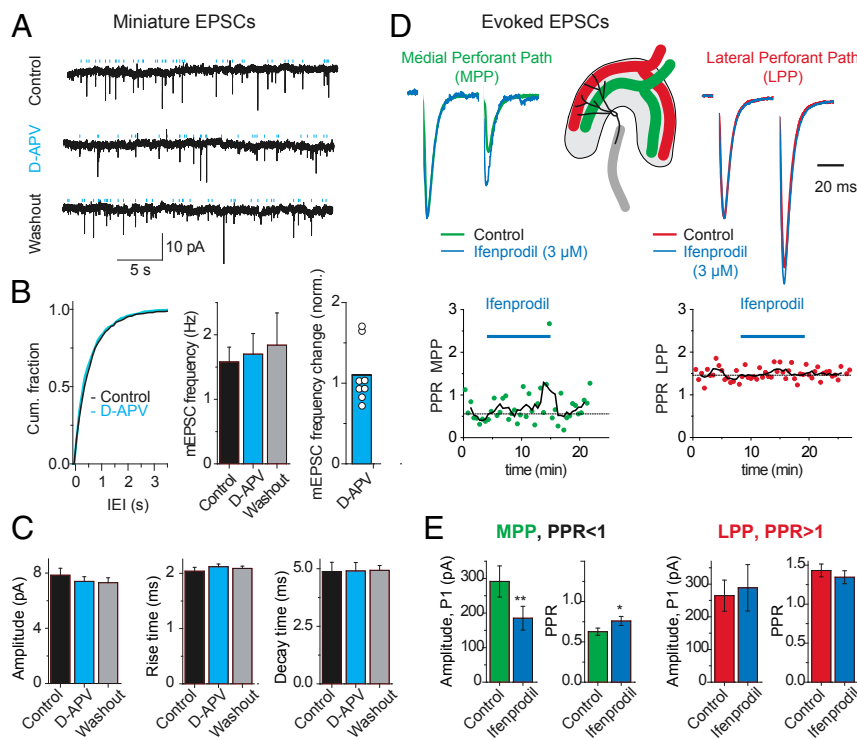 A
Miniature EPSCs
Control
D-APV
Washout
10 pA
5 s
B
Cum. fraction
1.0
0.5
0.0
- Control
- D-APV
0 1 2 3
IEI (s)
mEPSC frequency (Hz)
2
1
0
Control
D-APV
Washout
mEPSC frequency change (norm.)
2
1
0
D-APV
C
Amplitude (pA)
8
4
0
Control
D-APV
Washout
Rise time (ms)
2
1
0
Control
D-APV
Washout
Decay time (ms)
5.0
2.5
0.0
Control
D-APV
Washout
D
Evoked EPSCs
Medial Perforant Path
(MPP)
Lateral Perforant Path
(LPP)
20 ms
Control
Ifenprodil (3 µM)
Control
Ifenprodil
(3 µM)
PPR MPP
3
2
1
0
Ifenprodil
0 10 20
time (min)
PPR LPP
3
2
1
0
Ifenprodil
0 10 20
time (min)
E
MPP, PPR<1
Amplitude, P1 (pA)
300
200
100
0
**
Control
Ifenprodil
PPR
1.5
1.0
0.5
0.0
*
Control
Ifenprodil
LPP, PPR>1
Amplitude, P1 (pA)
300
200
100
0
Control
Ifenprodil
PPR
1.5
1.0
0.5
0.0
Control
Ifenprodil